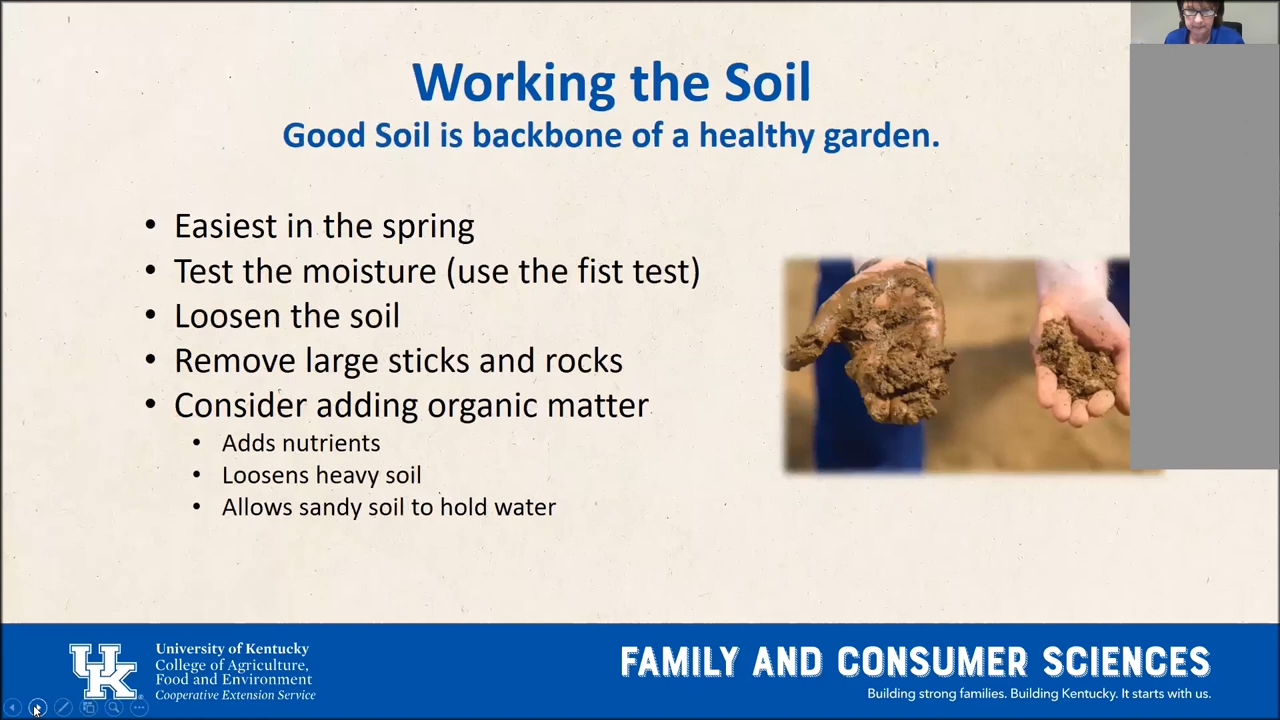 Working the Soil
Good Soil is backbone of a healthy garden.
• Easiest in the spring
• Test the moisture (use the fist test)
• Loosen the soil
• Remove large sticks and rocks
• Consider adding organic matter
• Adds nutrients
• Loosens heavy soil
• Allows sandy soil to hold water
UK
University of Kentucky
College of Agriculture,
Food and Environment
Cooperative Extension Service
FAMILY AND CONSUMER SCIENCES
Building strong families. Building Kentucky. It starts with us.